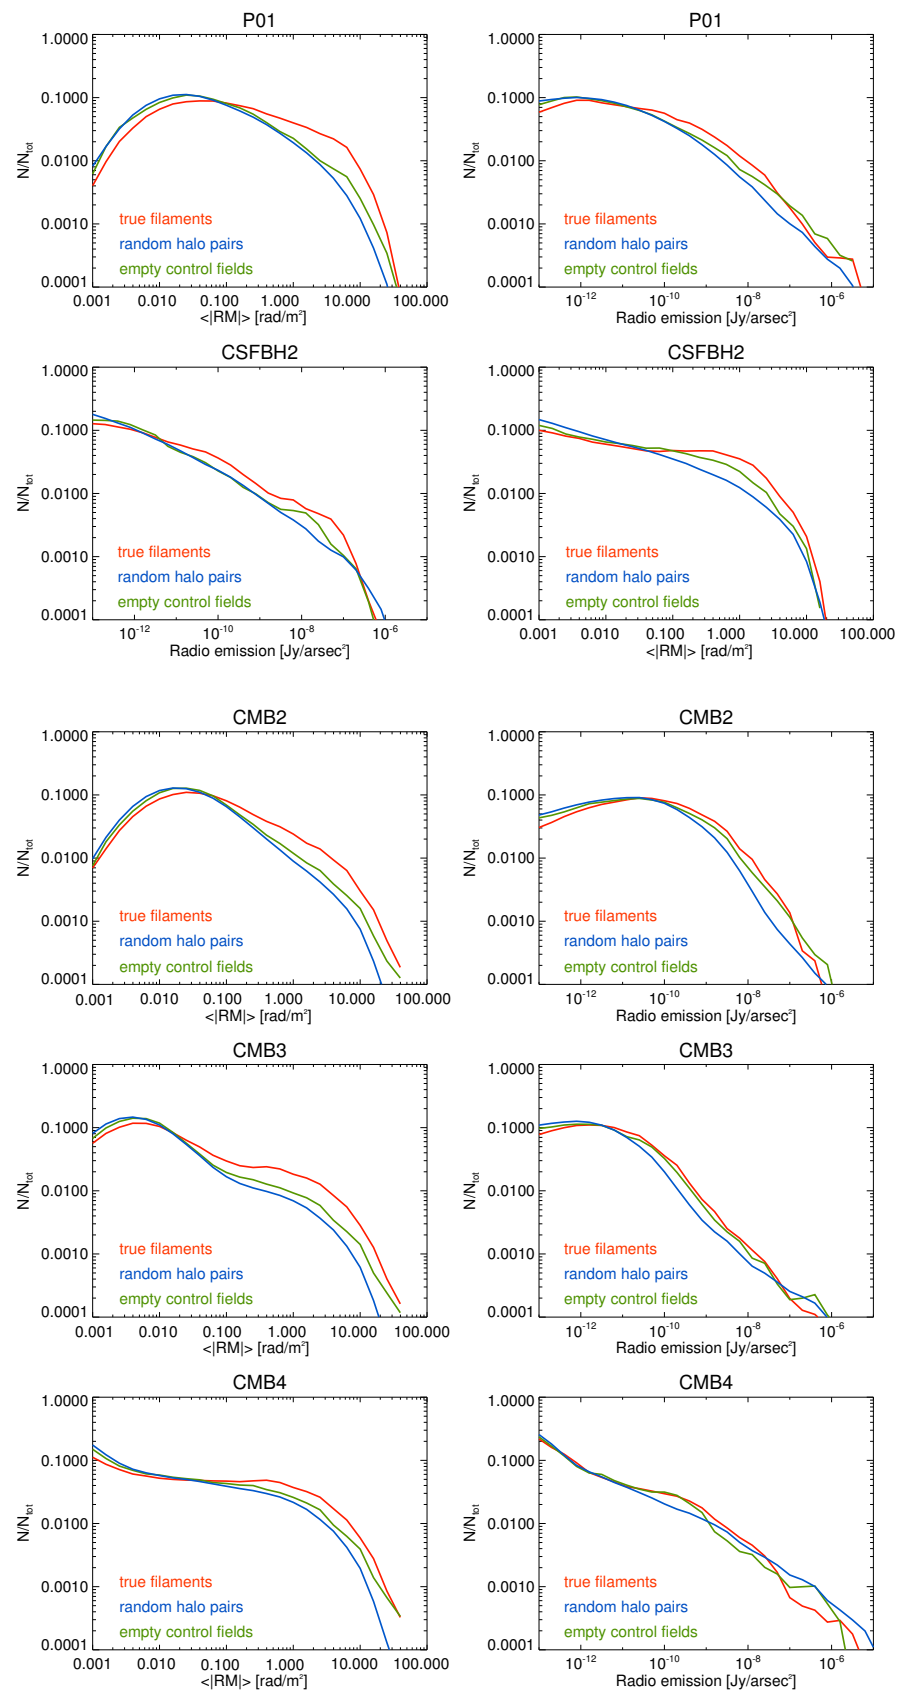 P01
1.0000
0.1000
0.0100
0.0010
0.0001
N/Ntot
true filaments
random halo pairs
empty control fields
0.001 0.010 0.100 1.000 10.000 100.000
<|RM|> [rad/m²]
P01
1.0000
0.1000
0.0100
0.0010
0.0001
N/Ntot
true filaments
random halo pairs
empty control fields
10⁻¹² 10⁻¹⁰ 10⁻⁸ 10⁻⁶
Radio emission [Jy/arsec²]
CSFBH2
1.0000
0.1000
0.0100
0.0010
0.0001
N/Ntot
true filaments
random halo pairs
empty control fields
10⁻¹² 10⁻¹⁰ 10⁻⁸ 10⁻⁶
Radio emission [Jy/arsec²]
CSFBH2
1.0000
0.1000
0.0100
0.0010
0.0001
N/Ntot
true filaments
random halo pairs
empty control fields
0.001 0.010 0.100 1.000 10.000 100.000
<|RM|> [rad/m²]
CMB2
1.0000
0.1000
0.0100
0.0010
0.0001
N/Ntot
true filaments
random halo pairs
empty control fields
0.001 0.010 0.100 1.000 10.000 100.000
<|RM|> [rad/m²]
CMB2
1.0000
0.1000
0.0100
0.0010
0.0001
N/Ntot
true filaments
random halo pairs
empty control fields
10⁻¹² 10⁻¹⁰ 10⁻⁸ 10⁻⁶
Radio emission [Jy/arsec²]
CMB3
1.0000
0.1000
0.0100
0.0010
0.0001
N/Ntot
true filaments
random halo pairs
empty control fields
0.001 0.010 0.100 1.000 10.000 100.000
<|RM|> [rad/m²]
CMB3
1.0000
0.1000
0.0100
0.0010
0.0001
N/Ntot
true filaments
random halo pairs
empty control fields
10⁻¹² 10⁻¹⁰ 10⁻⁸ 10⁻⁶
Radio emission [Jy/arsec²]
CMB4
1.0000
0.1000
0.0100
0.0010
0.0001
N/Ntot
true filaments
random halo pairs
empty control fields
0.001 0.010 0.100 1.000 10.000 100.000
<|RM|> [rad/m²]
CMB4
1.0000
0.1000
0.0100
0.0010
0.0001
N/Ntot
true filaments
random halo pairs
empty control fields
10⁻¹² 10⁻¹⁰ 10⁻⁸ 10⁻⁶
Radio emission [Jy/arsec²]